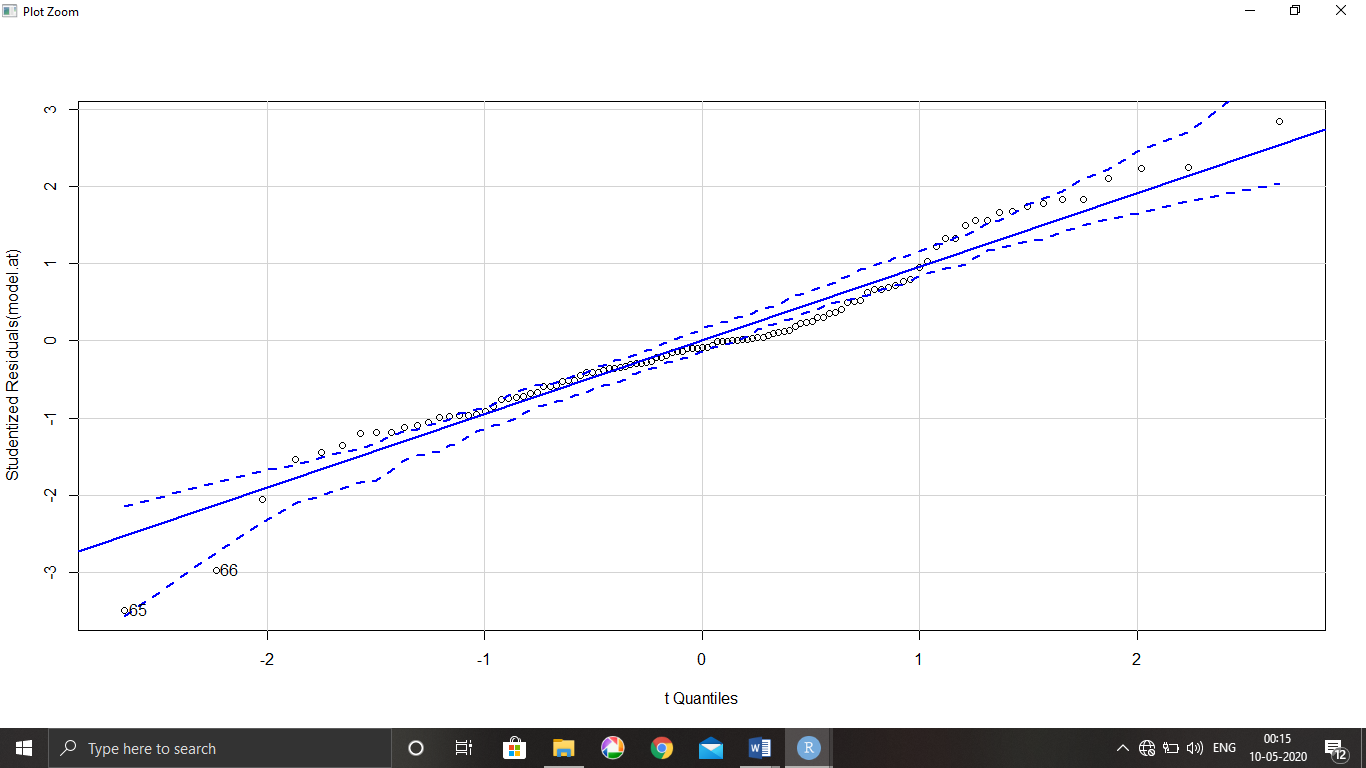 Plot Zoom
3
2
1
0
-1
-2
-3
Studentized Residuals(model.at)
66
65
-2
-1
0
1
2
t Quantiles
Type here to search
W
R
ENG
00:15
10-05-2020
12